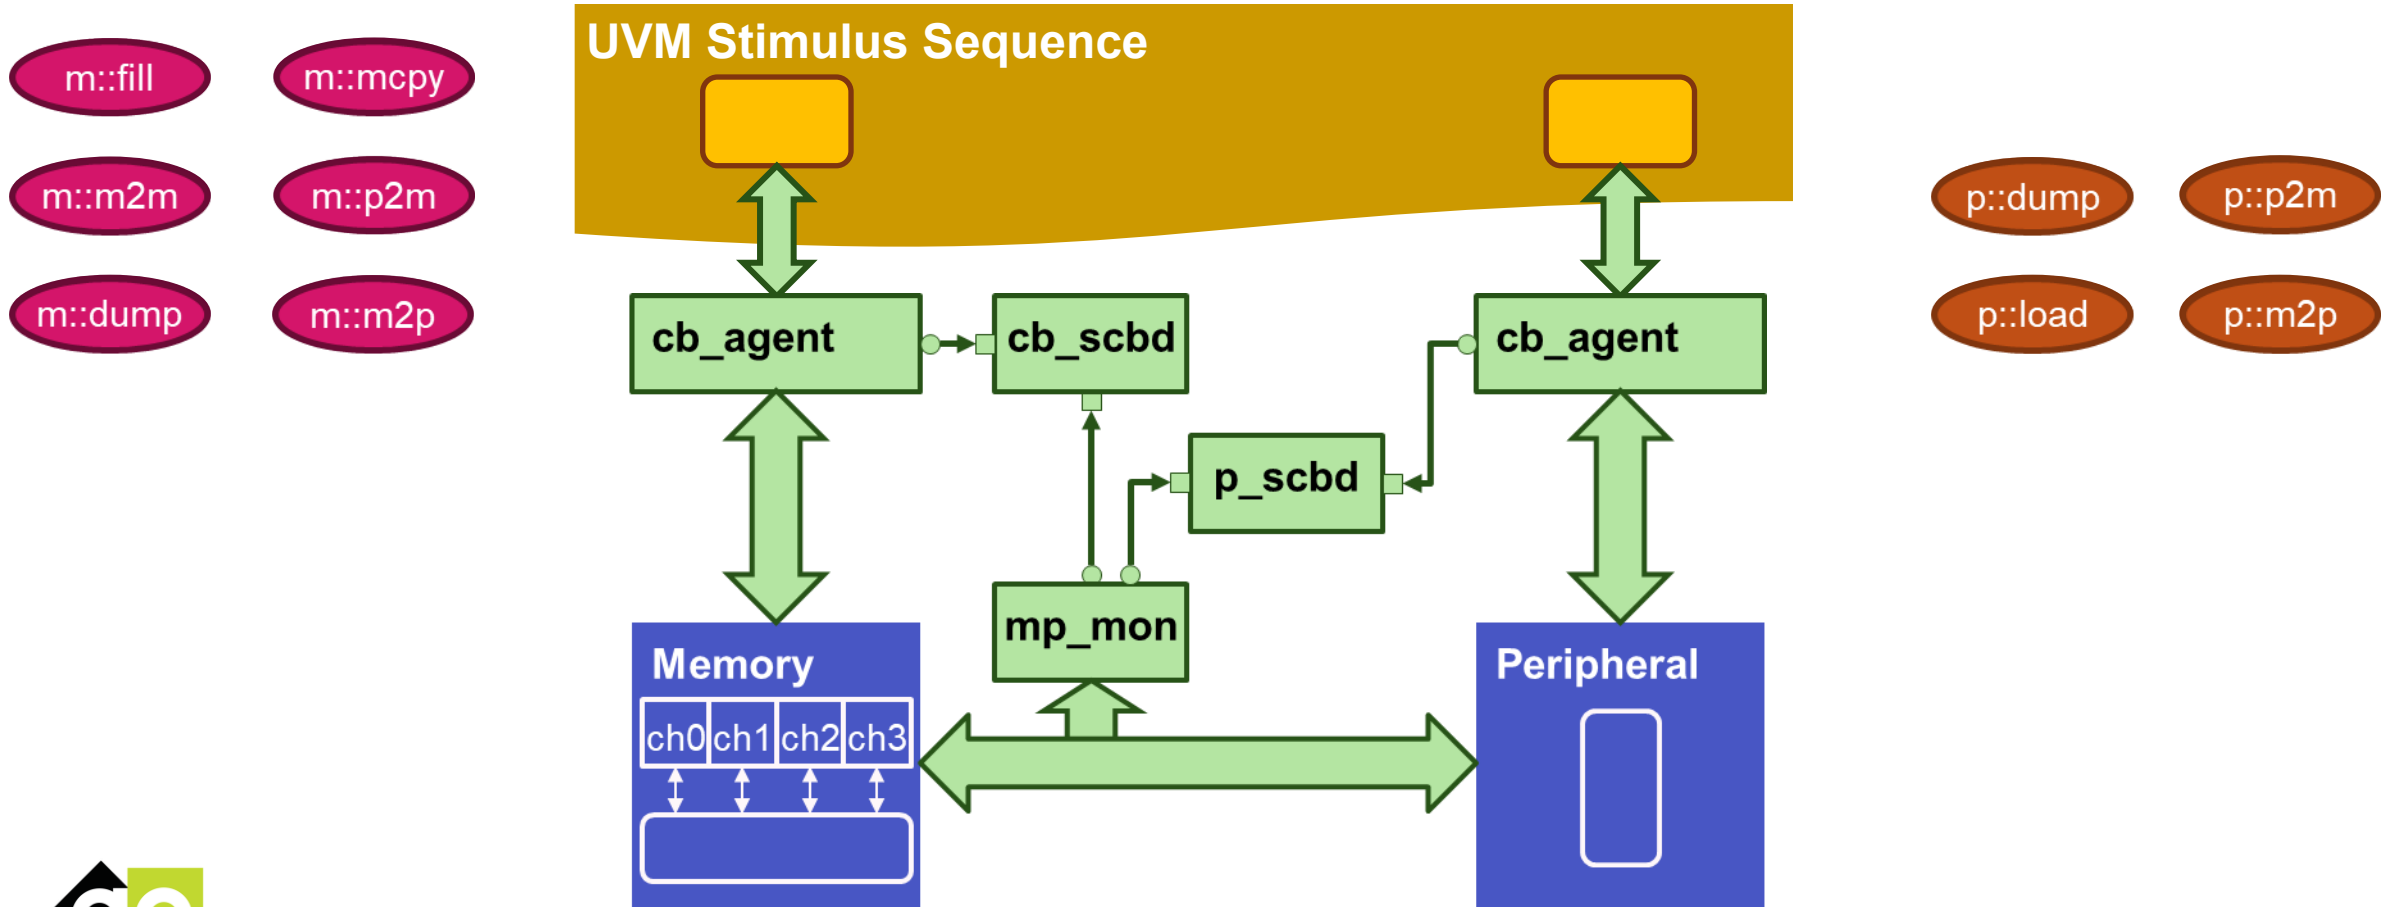 UVM Stimulus Sequence
m::fill
m::mcpy
m::m2m
m::p2m
m::dump
m::m2p
p::dump
p::p2m
p::load
p::m2p
cb_agent
cb_scbd
cb_agent
p_scbd
mp_mon
Memory
ch0 ch1 ch2 ch3
Peripheral